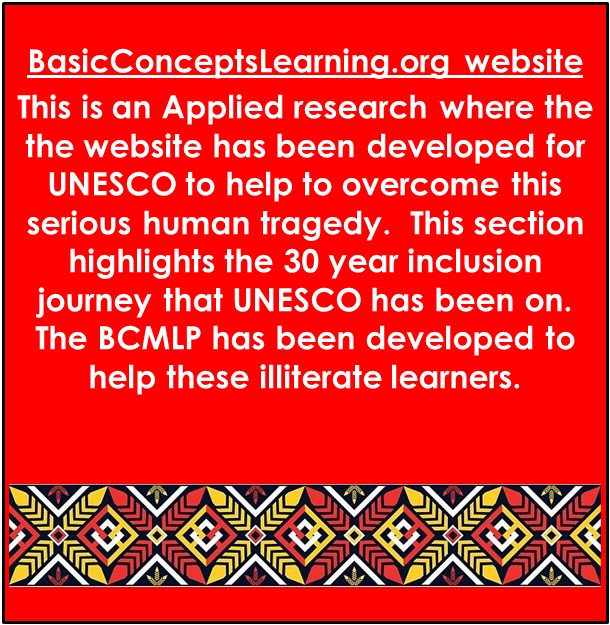 BasicConceptsLearning.org website
This is an Applied research where the
the website has been developed for
UNESCO to help to overcome this
serious human tragedy. This section
highlights the 30 year inclusion
journey that UNESCO has been on.
The BCMLP has been developed to
help these illiterate learners.